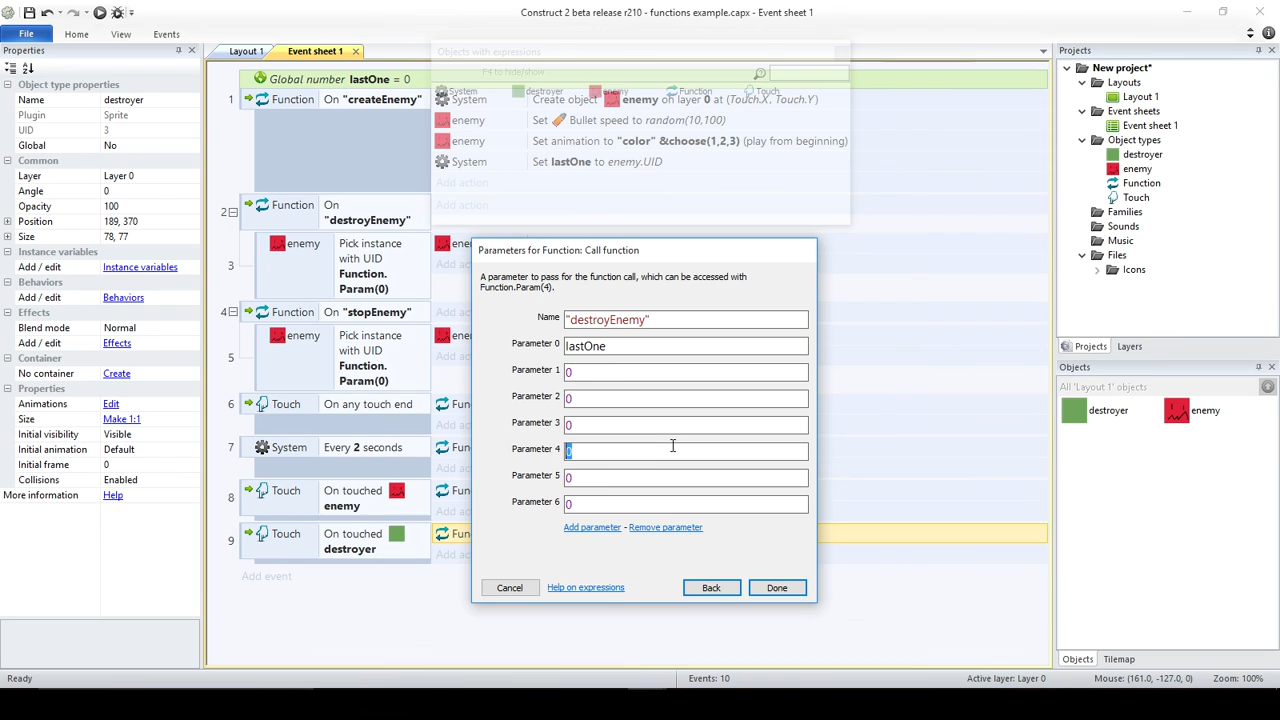 Construct 2 beta release r210 - functions example.capx - Event sheet 1
File Home View Events
Properties
Object type properties
Name destroyer
Plugin Sprite
UID 3
Global No
Common
Layer Layer 0
Angle 0
Opacity 100
Position 189, 370
Size 78, 77
Instance variables
Add / edit Instance variables
Behaviors
Add / edit Behaviors
Effects
Blend mode Normal
Add / edit Effects
Container
No container Create
Properties
Animations Edit
Size Make 1:1
Initial visibility Visible
Initial animation Default
Initial frame 0
Collisions Enabled
More information Help
Layout 1 Event sheet 1
Objects with expressions
F4 to hide/show
System destroyer enemy Function Touch
Global number lastOne = 0
1 Function On "createEnemy"
System Create object enemy on layer 0 at (Touch.X, Touch.Y)
enemy Set Bullet speed to random(10,100)
enemy Set animation to "color" &choose(1,2,3) (play from beginning)
System Set lastOne to enemy.UID
Add action
2 Function On
"destroyEnemy"
Add action
3 enemy Pick instance
with UID
Function.
Param(0)
4 Function On "stopEnemy"
5 enemy Pick instance
with UID
Function.
Param(0)
6 Touch On any touch end
7 System Every 2 seconds
8 Touch On touched
enemy
9 Touch On touched
destroyer
Add event
Parameters for Function: Call function
A parameter to pass for the function call, which can be accessed with
Function.Param(4).
Name "destroyEnemy"
Parameter 0 lastOne
Parameter 1 0
Parameter 2 0
Parameter 3 0
Parameter 4 0
Parameter 5 0
Parameter 6 0
Add parameter - Remove parameter
Cancel Help on expressions Back Done
Projects
New project*
Layouts
Layout 1
Event sheets
Event sheet 1
Object types
destroyer
enemy
Function
Touch
Families
Sounds
Music
Files
Icons
Projects Layers
Objects
All 'Layout 1' objects
destroyer enemy
Objects Tilemap
Ready Events: 10 Active layer: Layer 0 Mouse: (161.0, -127.0, 0) Zoom: 100%